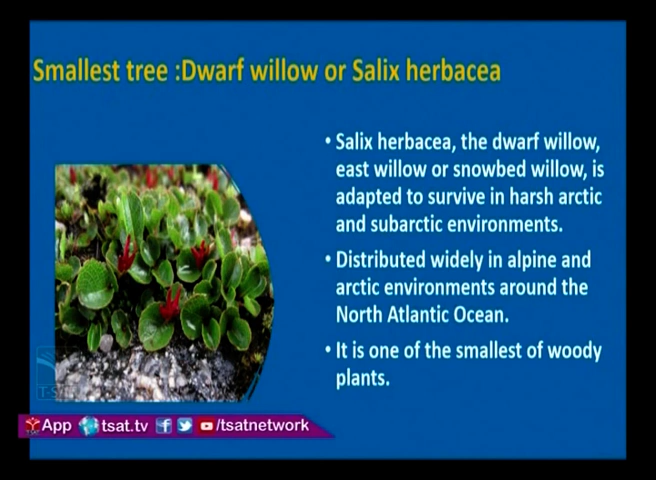 Smallest tree :Dwarf willow or Salix herbacea
• Salix herbacea, the dwarf willow,
east willow or snowbed willow, is
adapted to survive in harsh arctic
and subarctic environments.
• Distributed widely in alpine and
arctic environments around the
North Atlantic Ocean.
• It is one of the smallest of woody
plants.
T-SAT
App tsat.tv /tsatnetwork